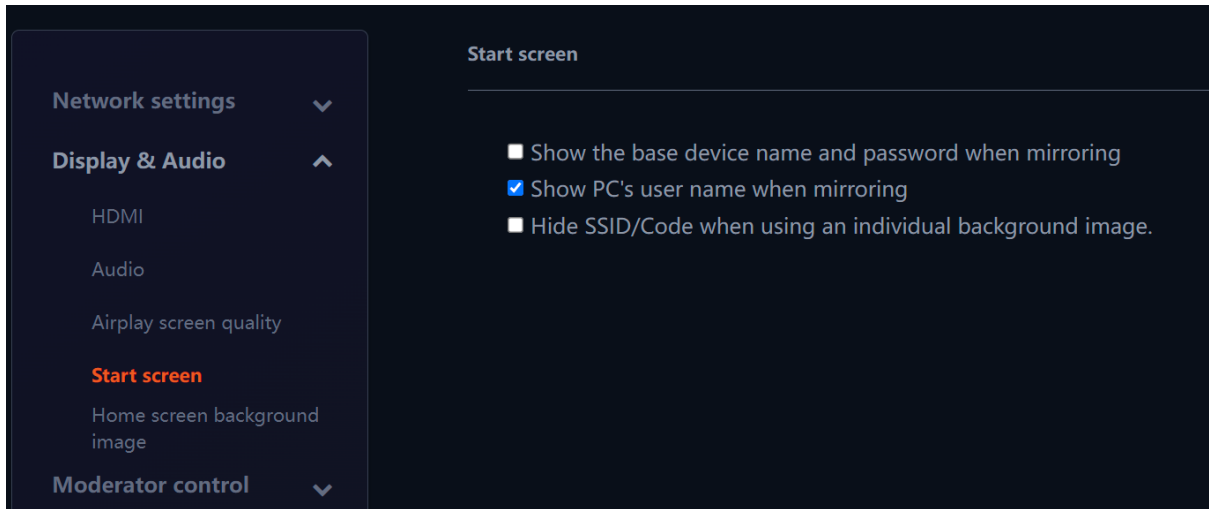 Network settings
Display & Audio
HDMI
Audio
Airplay screen quality
Start screen
Home screen background
image
Moderator control
Start screen
Show the base device name and password when mirroring
Show PC's user name when mirroring
Hide SSID/Code when using an individual background image.